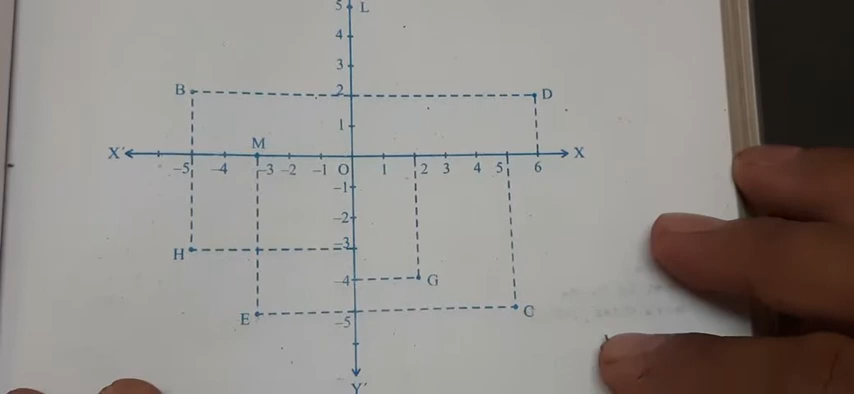 5 L
4
3
B 2 D
1
M
X′ X
–5 –4 –3 –2 –1 O 1 2 3 4 5 6
–1
–2
–3
H
–4 G
E –5 C
Y′